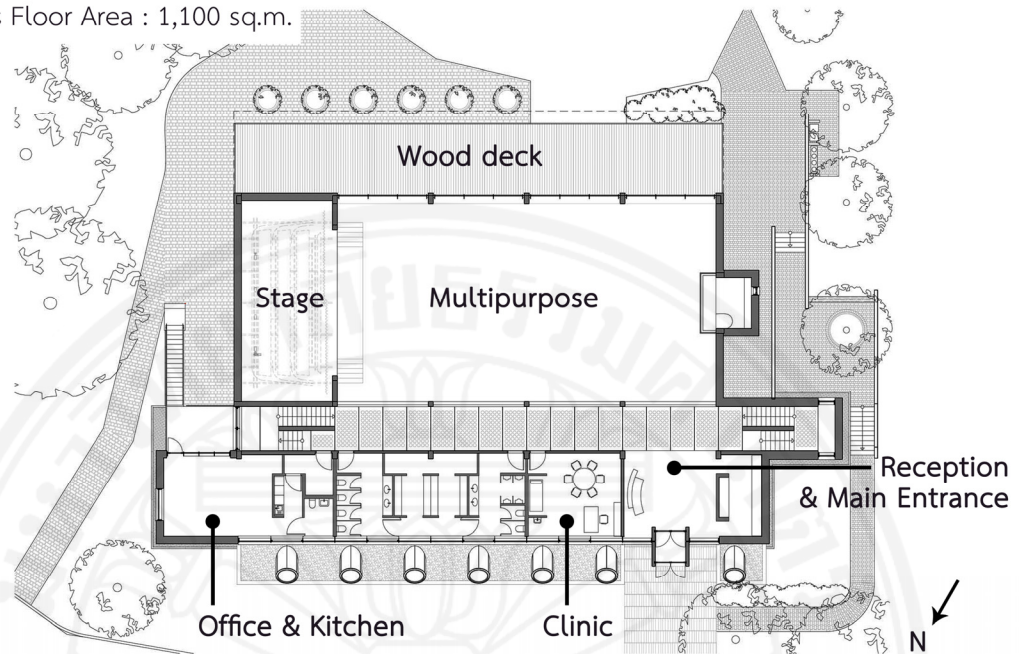 Floor Area : 1,100 sq.m.
Wood deck
Stage
Multipurpose
Reception
& Main Entrance
Office & Kitchen
Clinic
N